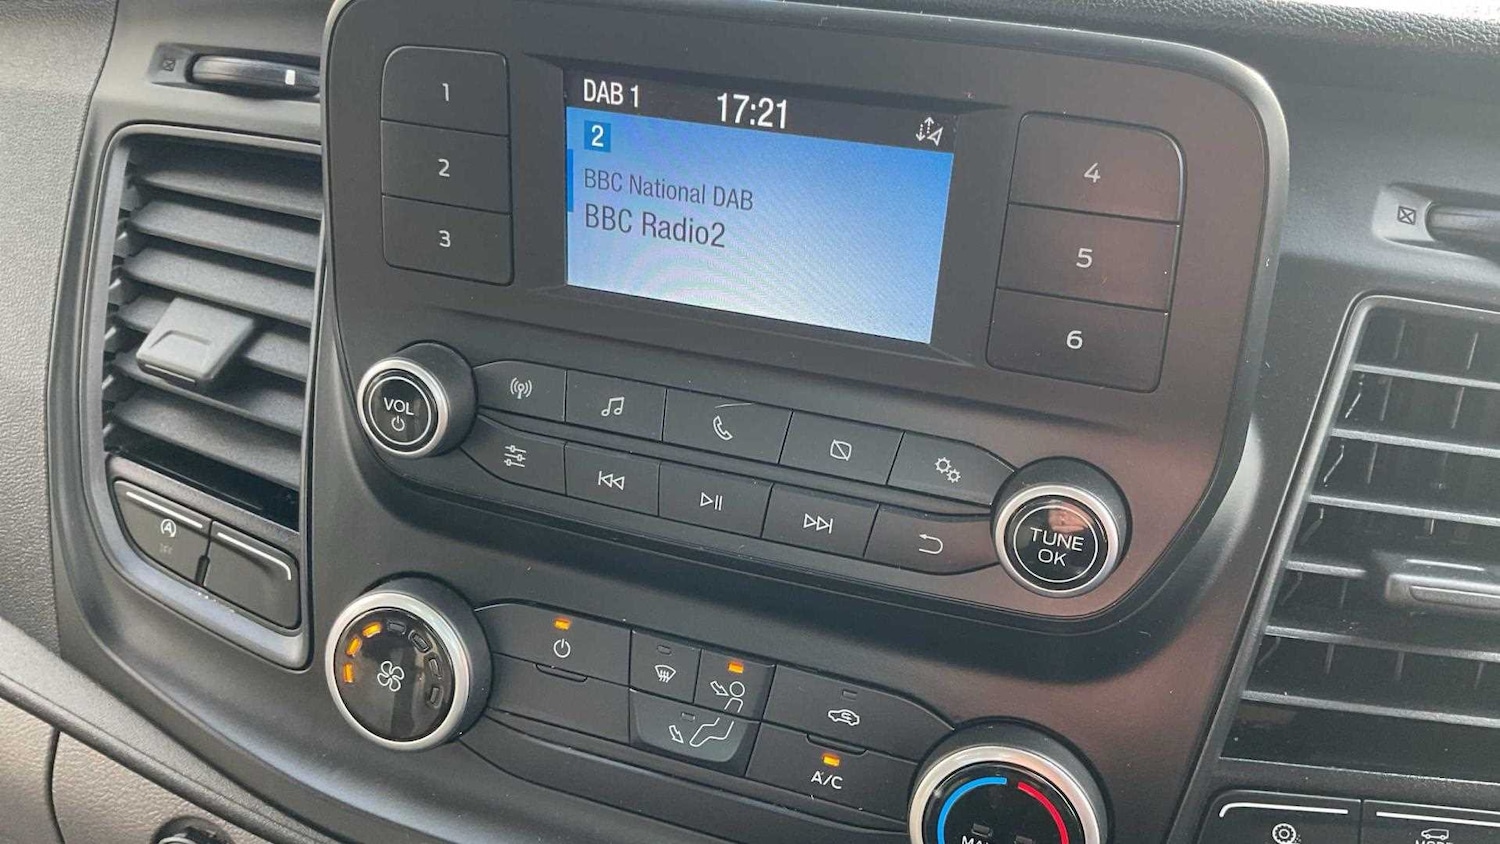 1
2
3
DAB 1
17:21
2
BBC National DAB
BBC Radio2
4
5
6
VOL
TUNE
OK
A/C